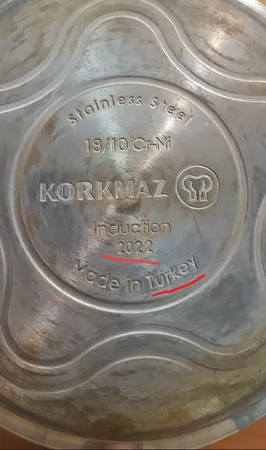 Stainless Steel
18/10 Cr-Ni
KORKMAZ
Induction
2022
Made in Turkey